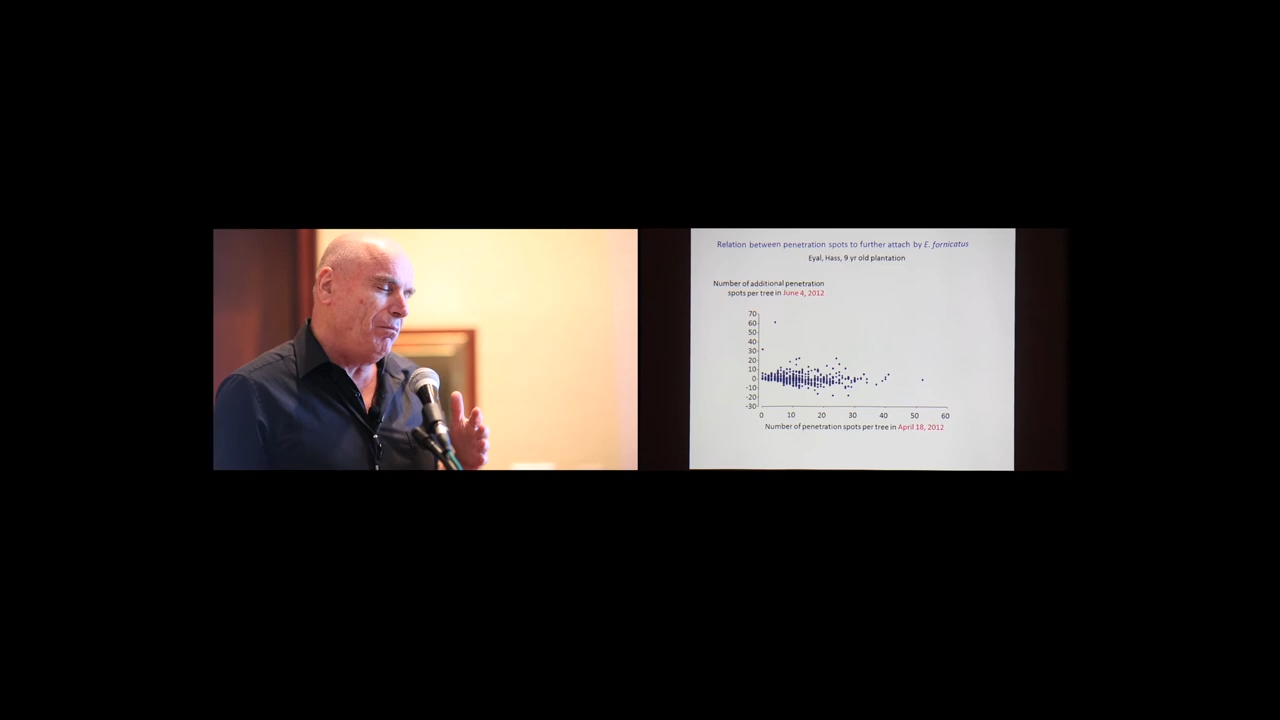 Relation between penetration spots to further attach by E. fornicatus
Eyal, Hass, 9 yr old plantation
Number of additional penetration
spots per tree in June 4, 2012
70
60
50
40
30
20
10
0
-10
-20
-30
0 10 20 30 40 50 60
Number of penetration spots per tree in April 18, 2012